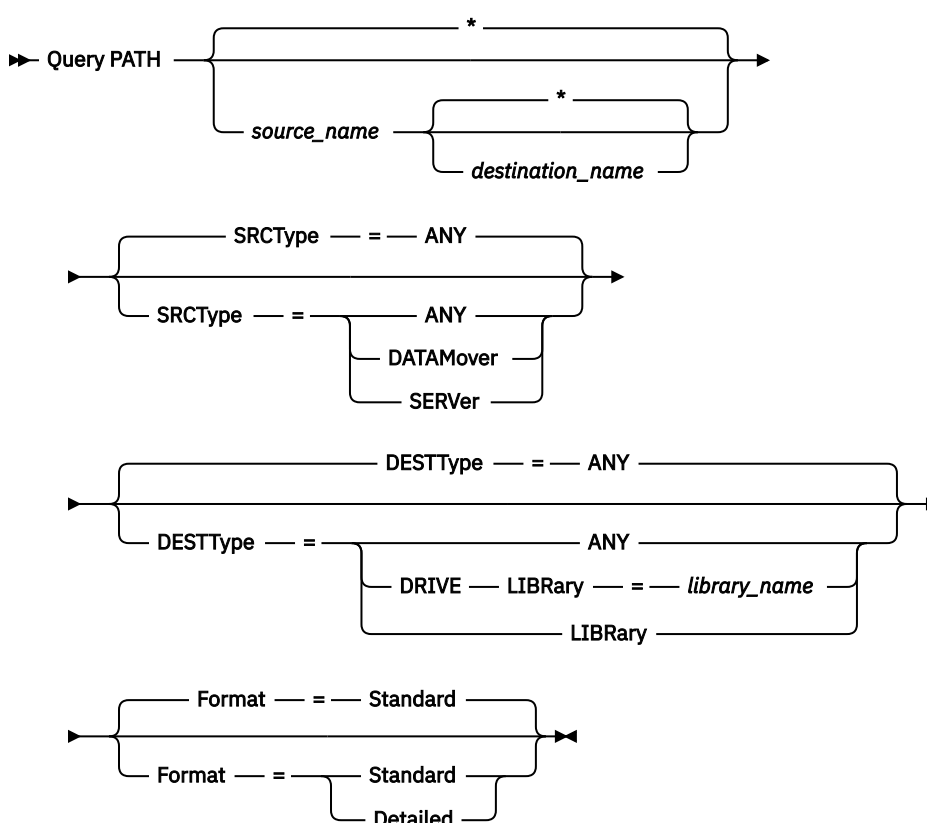 *
Query PATH
*
source_name
destination_name
SRCType = ANY
SRCType = ANY
DATAMover
SERVer
DESTType = ANY
DESTType = ANY
DRIVE LIBRary = library_name
LIBRary
Format = Standard
Format = Standard
Detailed